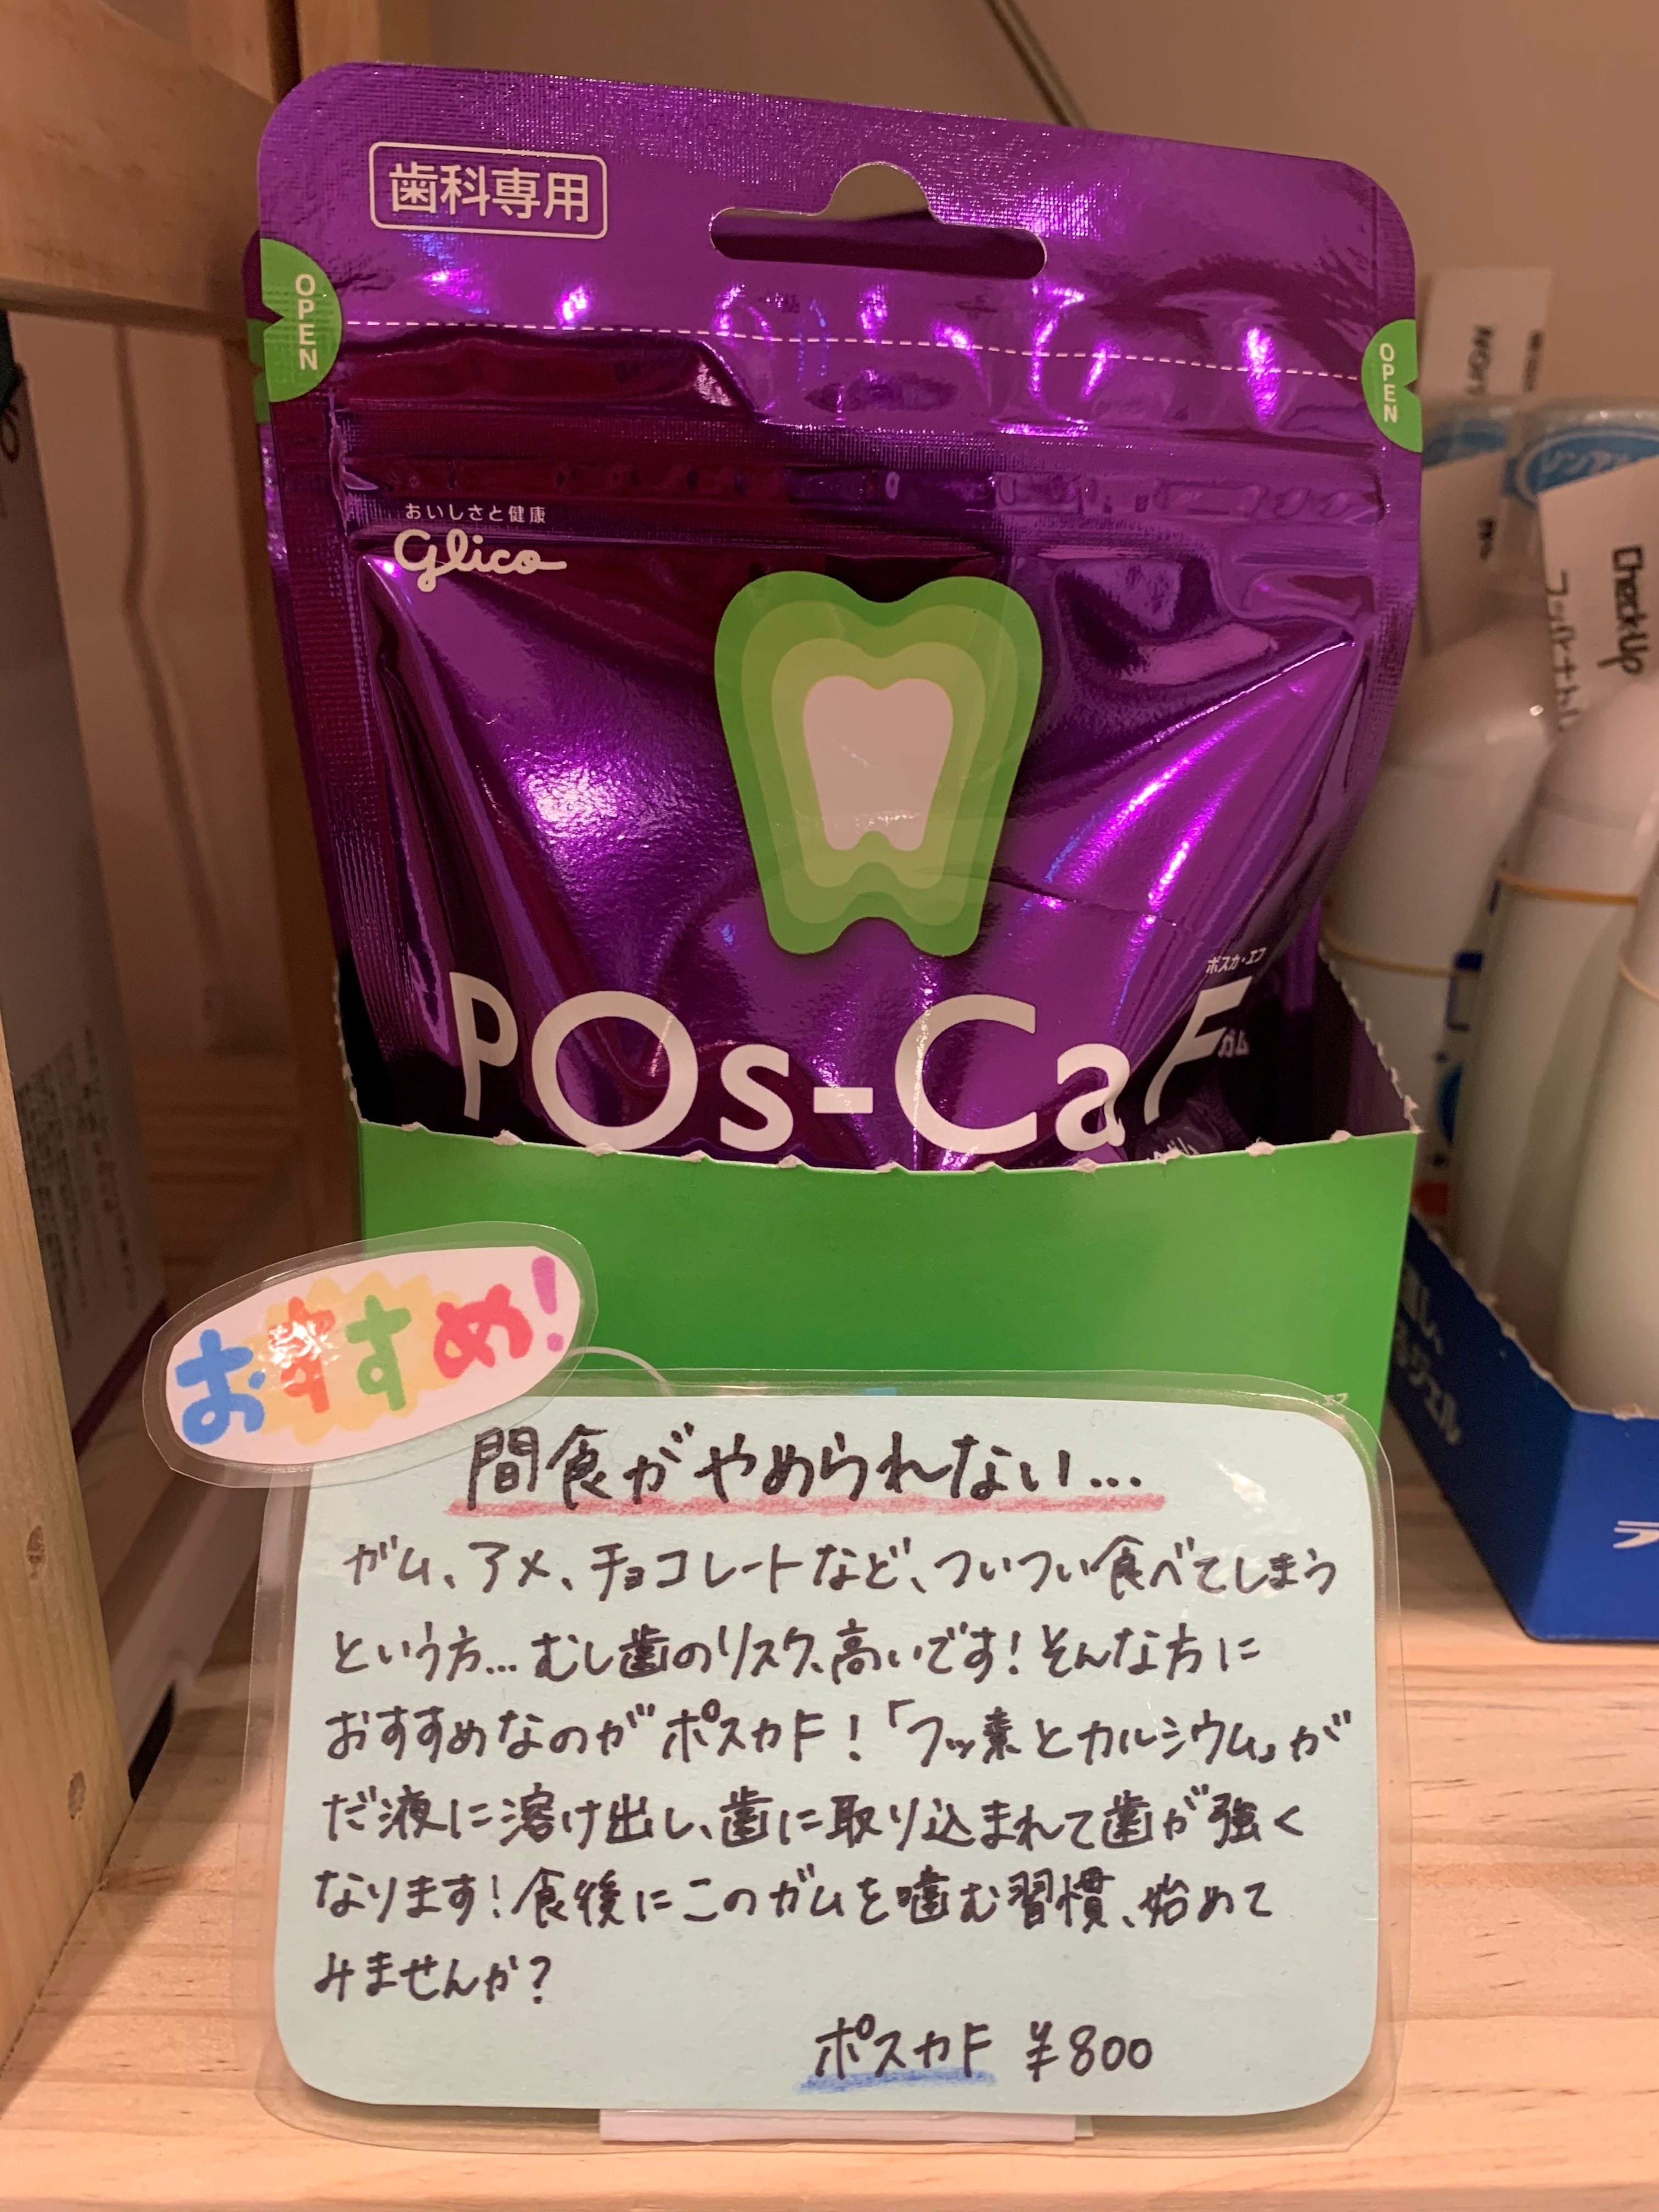 歯科専用
OPEN
OPEN
おいしさと健康
glico
ポスカ・エフ
POs-Ca F
ガム
おすすめ!
間食がやめられない...
ガム、アメ、チョコレートなど、ついつい食べてしまう
という方...むし歯のリスク、高いです!そんな方に
おすすめなのがポスカF!「フッ素とカルシウム」が
だ液に溶け出し、歯に取り込まれて歯が強く
なります!食後にこのガムを噛む習慣、始めて
みませんか?
ポスカF ¥800
CheckUp